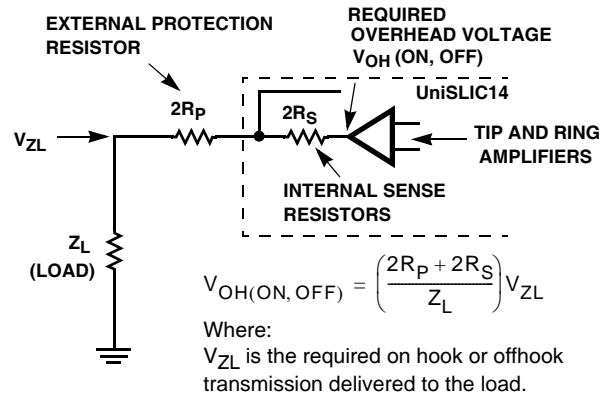 EXTERNAL PROTECTION
RESISTOR
REQUIRED
OVERHEAD VOLTAGE
VOH (ON, OFF)
UniSLIC14
2RP
2RS
VZL
TIP AND RING
AMPLIFIERS
INTERNAL SENSE
RESISTORS
ZL
(LOAD)
VOH(ON, OFF) = ((2RP + 2RS)/ZL)VZL
Where:
VZL is the required on hook or offhook
transmission delivered to the load.